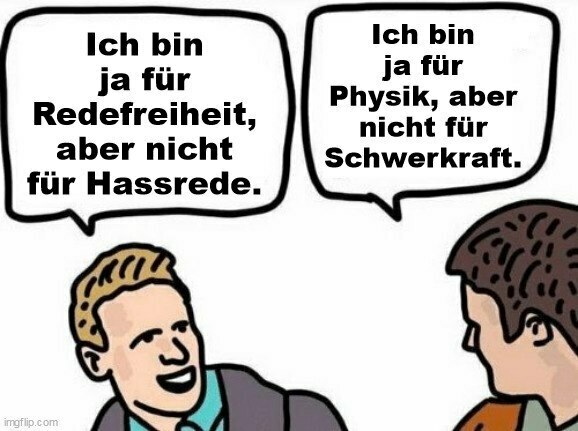 Ich bin
ja für
Redefreiheit,
aber nicht
für Hassrede.
Ich bin
ja für
Physik, aber
nicht für
Schwerkraft.
imgflip.com